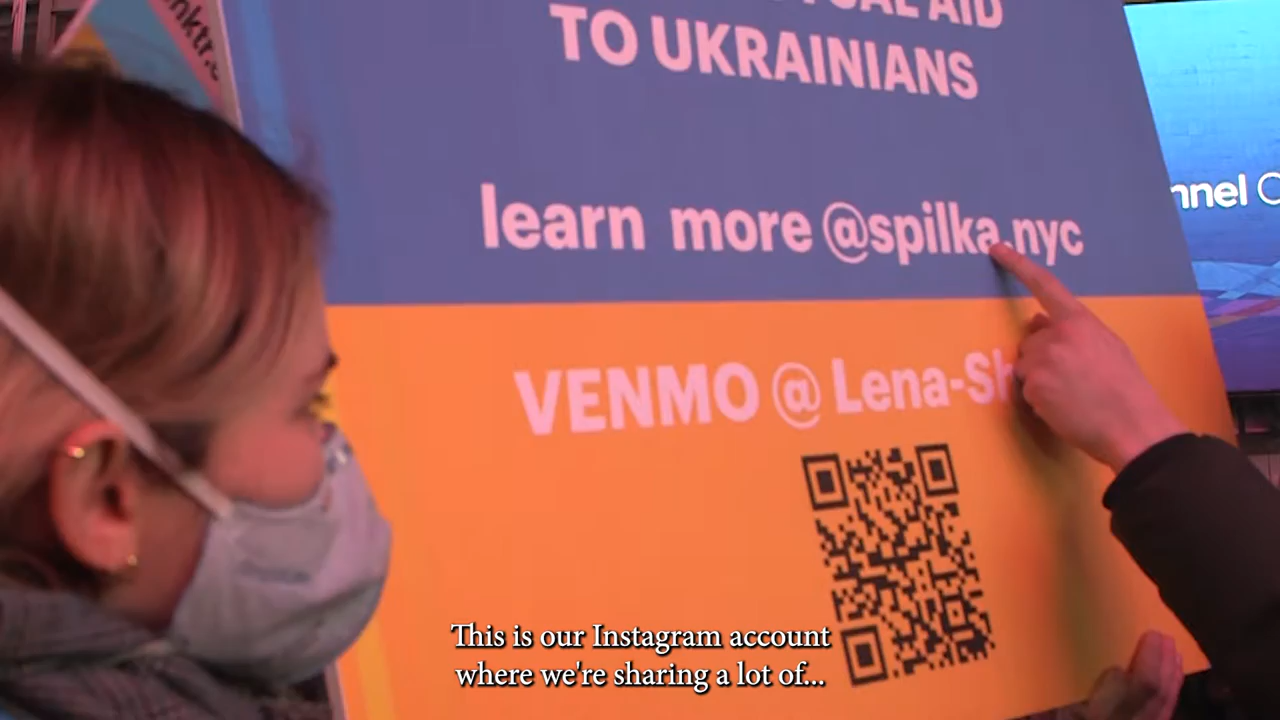 AID
TO UKRAINIANS
learn more @spilka.nyc
VENMO @ Lena-Sh
This is our Instagram account
where we're sharing a lot of...